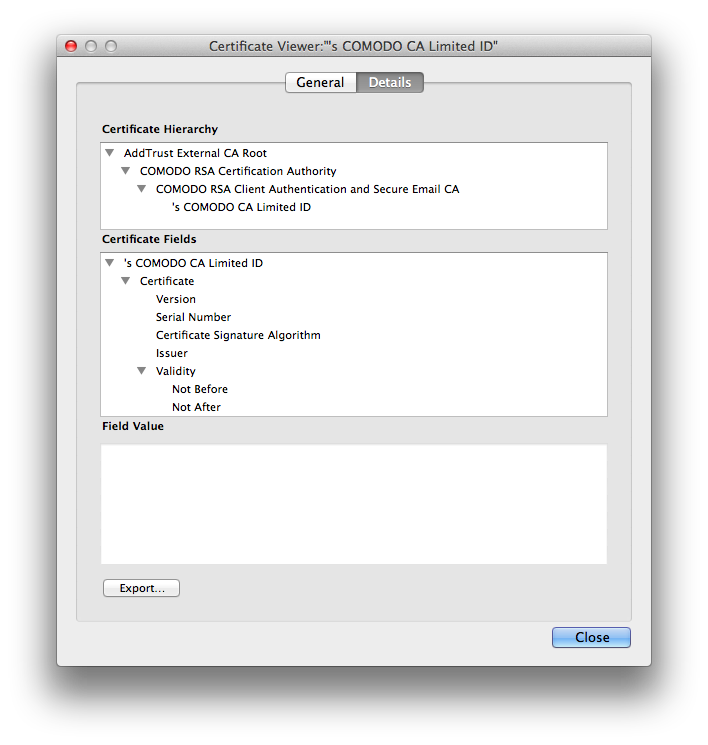 Certificate Viewer:"'s COMODO CA Limited ID"
General
Details
Certificate Hierarchy
AddTrust External CA Root
COMODO RSA Certification Authority
COMODO RSA Client Authentication and Secure Email CA
's COMODO CA Limited ID
Certificate Fields
's COMODO CA Limited ID
Certificate
Version
Serial Number
Certificate Signature Algorithm
Issuer
Validity
Not Before
Not After
Field Value
Export...
Close